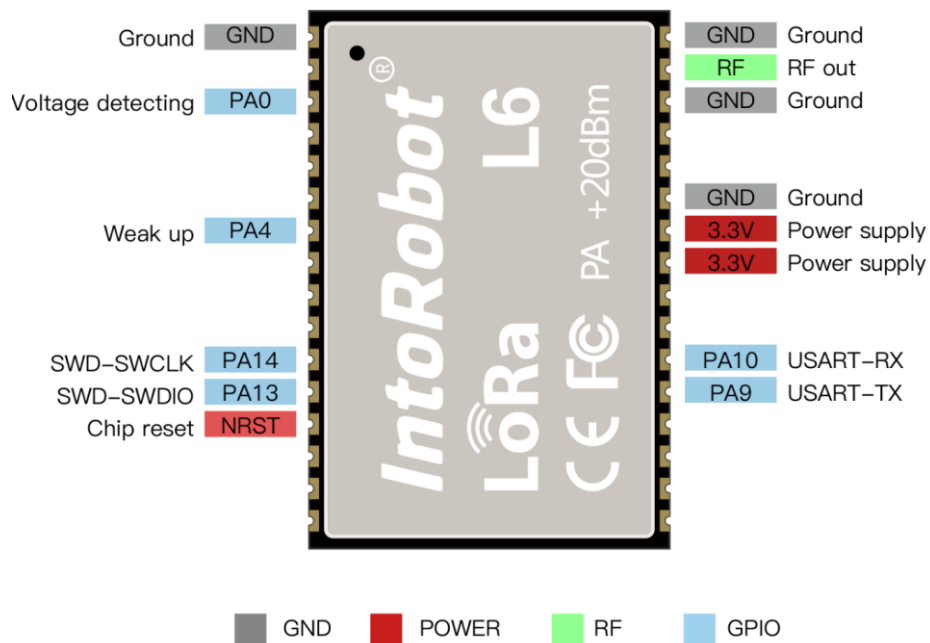 Ground GND
Voltage detecting PA0
Weak up PA4
SWD-SWCLK PA14
SWD-SWDIO PA13
Chip reset NRST
IntoRobot®
LoRa L6
CE FC PA +20dBm
GND Ground
RF RF out
GND Ground
GND Ground
3.3V Power supply
3.3V Power supply
PA10 USART-RX
PA9 USART-TX
GND POWER RF GPIO